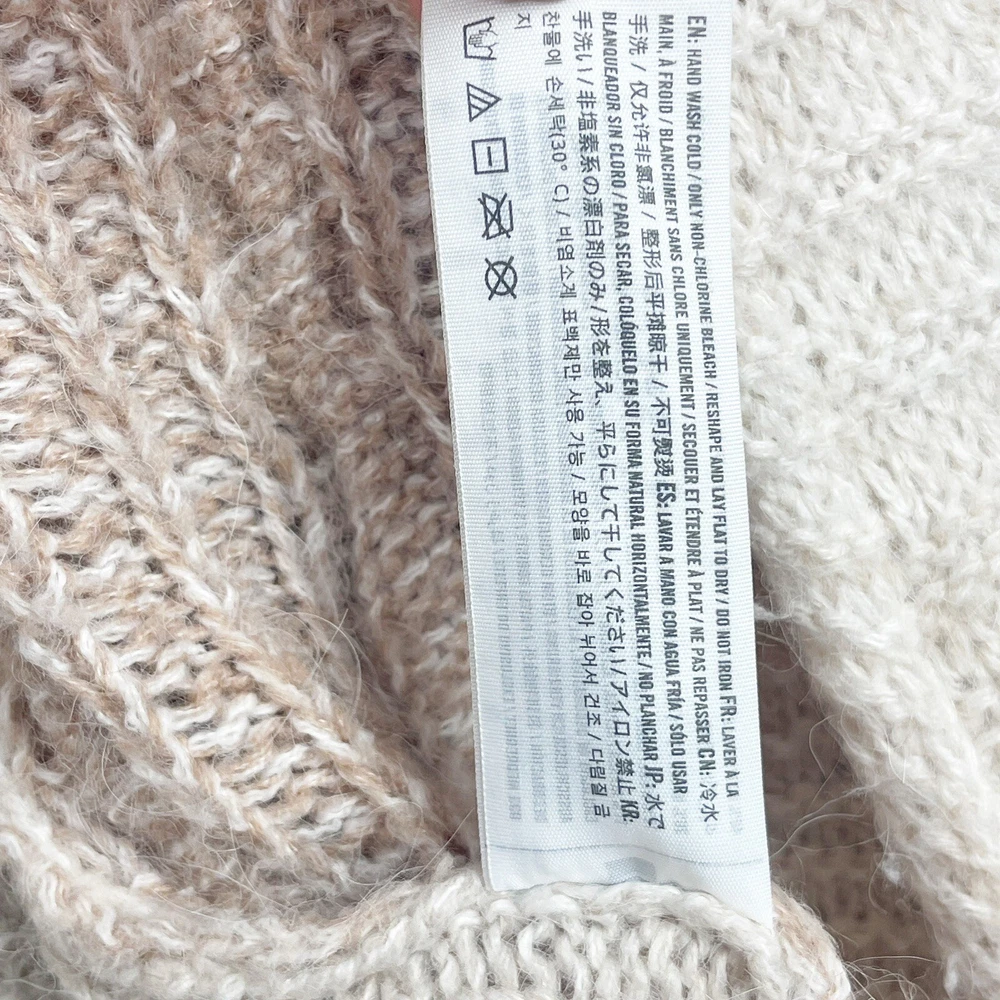 EN: HAND WASH COLD / ONLY NON-CHLORINE BLEACH / RESHAPE AND LAY FLAT TO DRY / DO NOT IRON FR: LAVER À LA
MAIN, À FROID / BLANCHIMENT SANS CHLORE UNIQUEMENT / SECOUER ET ÉTENDRE À PLAT / NE PAS REPASSER CN: 冷水
手洗 / 仅允许非氯漂 / 整形后平摊晾干 / 不可熨烫 ES: LAVAR A MANO CON AGUA FRÍA / SÓLO USAR
BLANQUEADOR SIN CLORO / PARA SECAR, COLÓQUELO EN SU FORMA NATURAL HORIZONTALMENTE / NO PLANCHAR JP: 水で
手洗い / 非塩素系の漂白剤のみ / 形を整え、平らにして干してください / アイロン禁止 KR:
찬물에 손세탁(30° C) / 비염소계 표백제만 사용 가능 / 모양을 바로 잡아 뉘어서 건조 / 다림질 금
지